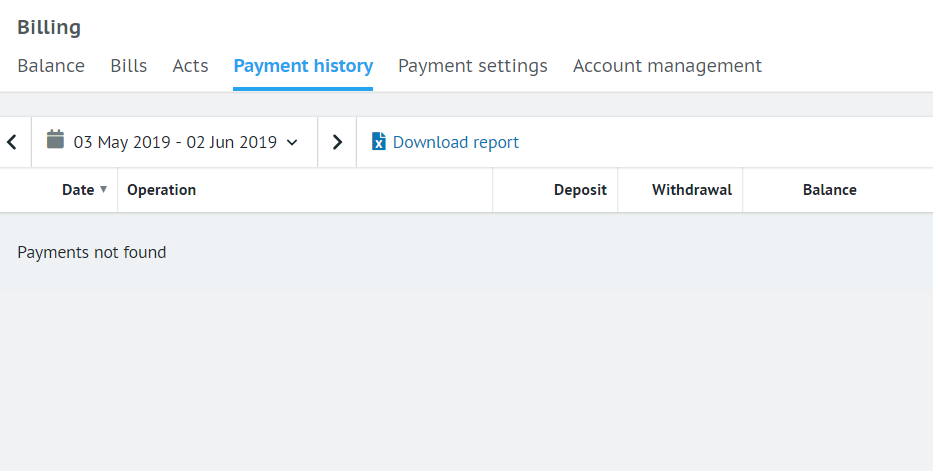 Billing
Balance Bills Acts Payment history Payment settings Account management
03 May 2019 - 02 Jun 2019 Download report
Date Operation Deposit Withdrawal Balance
Payments not found